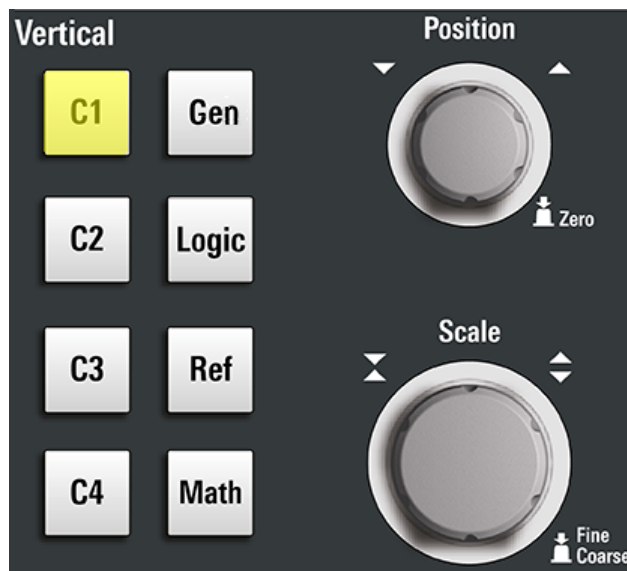 Vertical
Position
C1
Gen
Zero
C2
Logic
Scale
C3
Ref
C4
Math
Fine
Coarse